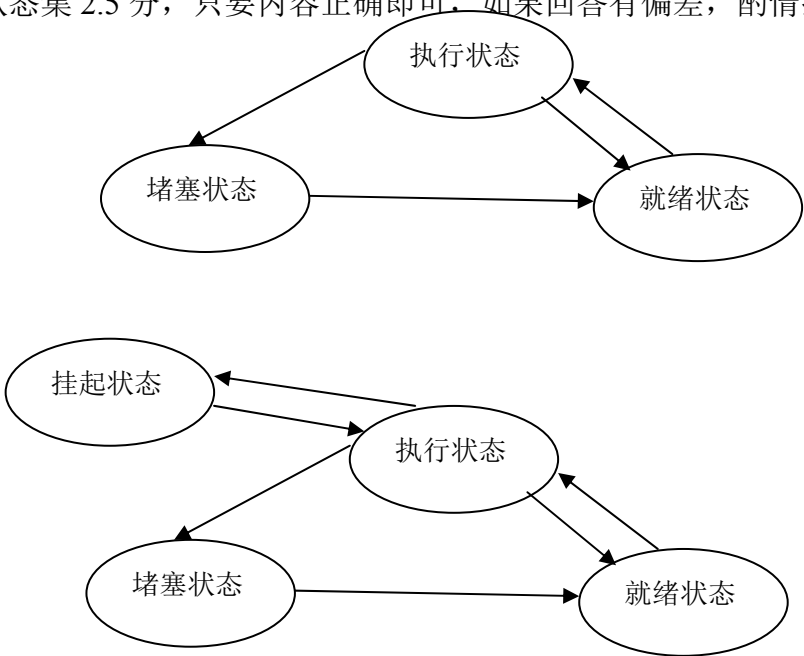 状态集 2.5 分，只要内容正确即可，如果回答有偏差，酌情
执行状态
堵塞状态
就绪状态
挂起状态
执行状态
堵塞状态
就绪状态